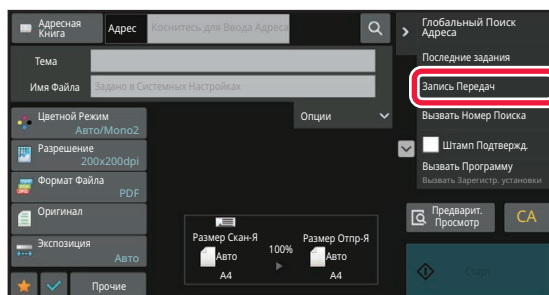 Адресная
Книга
Адрес
Коснитесь для Ввода Адреса
Тема
Имя Файла
Задано в Системных Настройках
Опции
Цветной Режим
Авто/Mono2
Разрешение
200x200dpi
Формат Файла
PDF
Оригинал
Экспозиция
Авто
Прочие
Размер Скан-Я
Авто
A4
100%
Размер Отпр-Я
Авто
A4
Глобальный Поиск
Адреса
Последние задания
Запись Передач
Вызвать Номер Поиска
Штамп Подтвержд.
Вызвать Программу
Вызвать Зарегистр. установки
Предварит.
Просмотр
CA
Старт